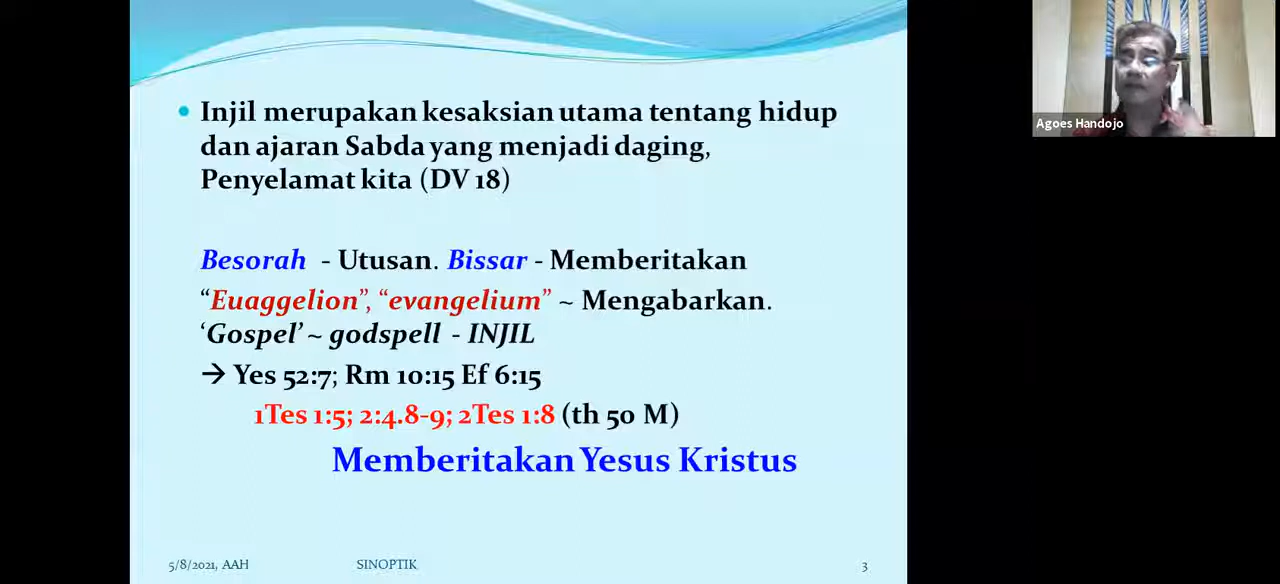 Injil merupakan kesaksian utama tentang hidup
dan ajaran Sabda yang menjadi daging,
Penyelamat kita (DV 18)
Besorah - Utusan. Bissar - Memberitakan
“Euaggelion”, “evangelium” ~ Mengabarkan.
‘Gospel’ ~ godspell - INJIL
→ Yes 52:7; Rm 10:15 Ef 6:15
1Tes 1:5; 2:4.8-9; 2Tes 1:8 (th 50 M)
Memberitakan Yesus Kristus
5/8/2021, AAH SINOPTIK 3
Agoes Handojo